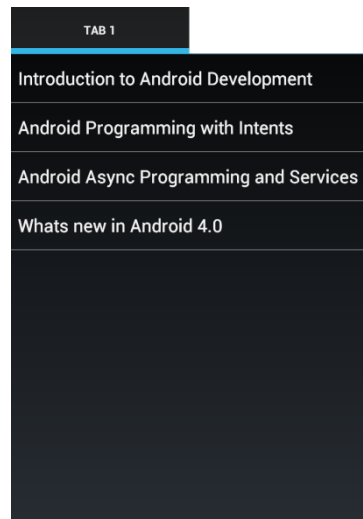 TAB 1
Introduction to Android Development
Android Programming with Intents
Android Async Programming and Services
Whats new in Android 4.0